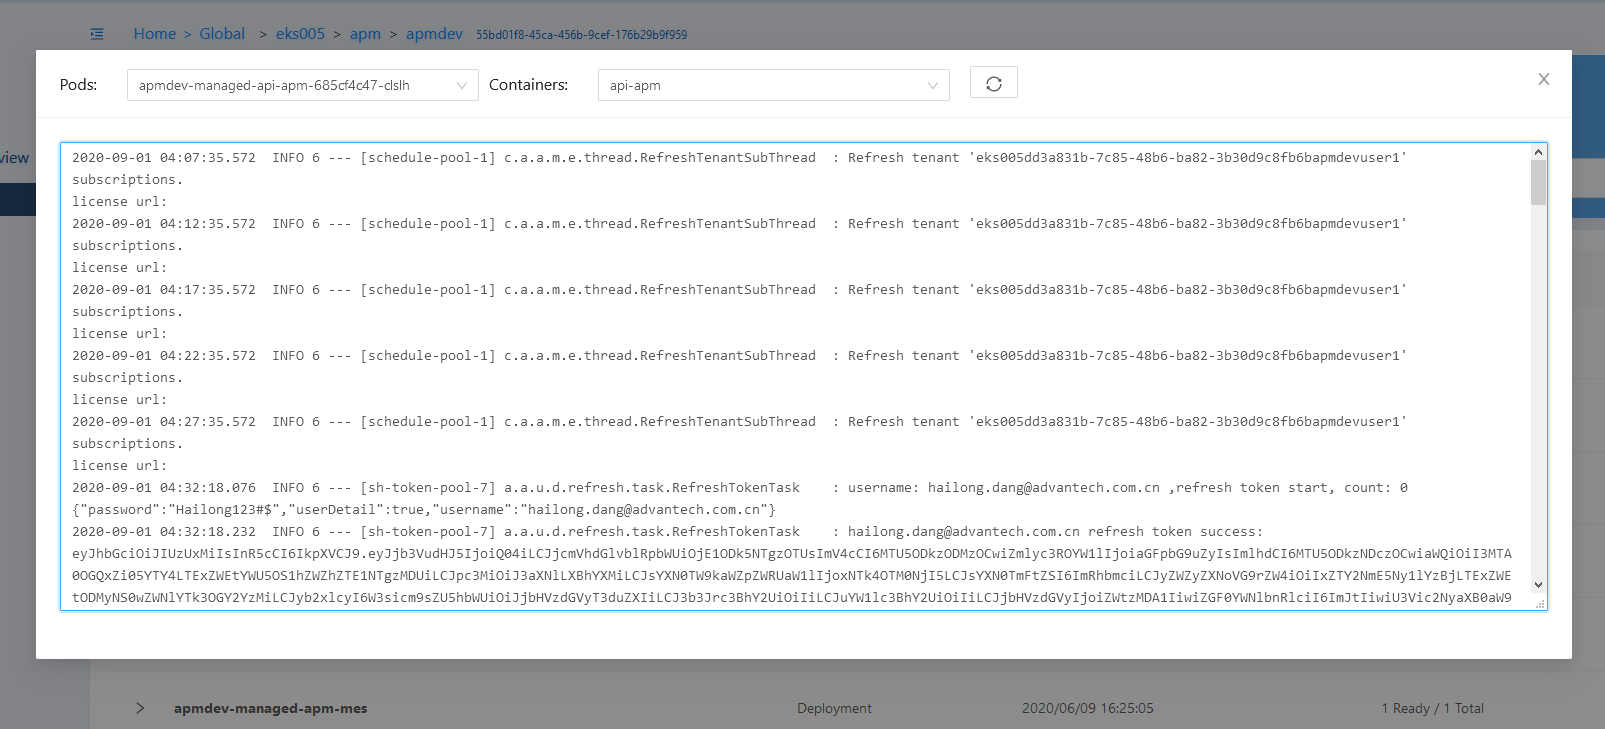 Home > Global > eks005 > apm > apmdev 55bd01f8-45ca-456b-9cef-176b29b9f959
Pods: apmdev-managed-api-apm-685cf4c47-clslh Containers: api-apm
view
2020-09-01 04:07:35.572 INFO 6 --- [schedule-pool-1] c.a.a.m.e.thread.RefreshTenantSubThread : Refresh tenant 'eks005dd3a831b-7c85-48b6-ba82-3b30d9c8fb6bapmdevuser1'
subscriptions.
license url:
2020-09-01 04:12:35.572 INFO 6 --- [schedule-pool-1] c.a.a.m.e.thread.RefreshTenantSubThread : Refresh tenant 'eks005dd3a831b-7c85-48b6-ba82-3b30d9c8fb6bapmdevuser1'
subscriptions.
license url:
2020-09-01 04:17:35.572 INFO 6 --- [schedule-pool-1] c.a.a.m.e.thread.RefreshTenantSubThread : Refresh tenant 'eks005dd3a831b-7c85-48b6-ba82-3b30d9c8fb6bapmdevuser1'
subscriptions.
license url:
2020-09-01 04:22:35.572 INFO 6 --- [schedule-pool-1] c.a.a.m.e.thread.RefreshTenantSubThread : Refresh tenant 'eks005dd3a831b-7c85-48b6-ba82-3b30d9c8fb6bapmdevuser1'
subscriptions.
license url:
2020-09-01 04:27:35.572 INFO 6 --- [schedule-pool-1] c.a.a.m.e.thread.RefreshTenantSubThread : Refresh tenant 'eks005dd3a831b-7c85-48b6-ba82-3b30d9c8fb6bapmdevuser1'
subscriptions.
license url:
2020-09-01 04:32:18.076 INFO 6 --- [sh-token-pool-7] a.a.u.d.refresh.task.RefreshTokenTask : username: hailong.dang@advantech.com.cn ,refresh token start, count: 0
{"password":"Hailong123#$","userDetail":true,"username":"hailong.dang@advantech.com.cn"}
2020-09-01 04:32:18.232 INFO 6 --- [sh-token-pool-7] a.a.u.d.refresh.task.RefreshTokenTask : hailong.dang@advantech.com.cn refresh token success:
eyJhbGciOiJIUzUxMiIsInR5cCI6IkpXVCJ9.eyJjb3VudHJ5IjoiQ04iLCJjcmVhdGlvblRpbWUiOjE1ODk5NTgzOTUsImV4cCI6MTU5ODkzODMzOCwiZmlyc3ROYW1lIjoiaGFpbG9uZyIsImlhdCI6MTU5ODkzNDczOCwiaWQiOiI3MTA
0OGQxZi05YTY4LTExZWEtYWU5OS1hZWZhZTE1NTgzMDUiLCJpc3MiOiJ3aXNlLXBhYXMiLCJsYXN0TW9kaWZpZWRUaW1lIjoxNTk4OTM0NjI5LCJsYXN0TmFtZSI6ImRhbmciLCJyZWZyZXNoVG9rZW4iOiIxZTY2NmE5Ny1lYzBjLTExZWE
tODMyNS0wZWNlYTk3OGY2YzMiLCJyb2xlcyI6W3sicm9sZU5hbWUiOiJjbHVzdGVyT3duZXIiLCJ3b3Jrc3BhY2UiOiIiLCJuYW1lc3BhY2UiOiIiLCJjbHVzdGVyIjoiZWtzMDA1IiwiZGF0YWNlbnRlciI6ImJtIiwiU3Vic2NyaXB0aW9
apmdev-managed-apm-mes Deployment 2020/06/09 16:25:05 1 Ready / 1 Total